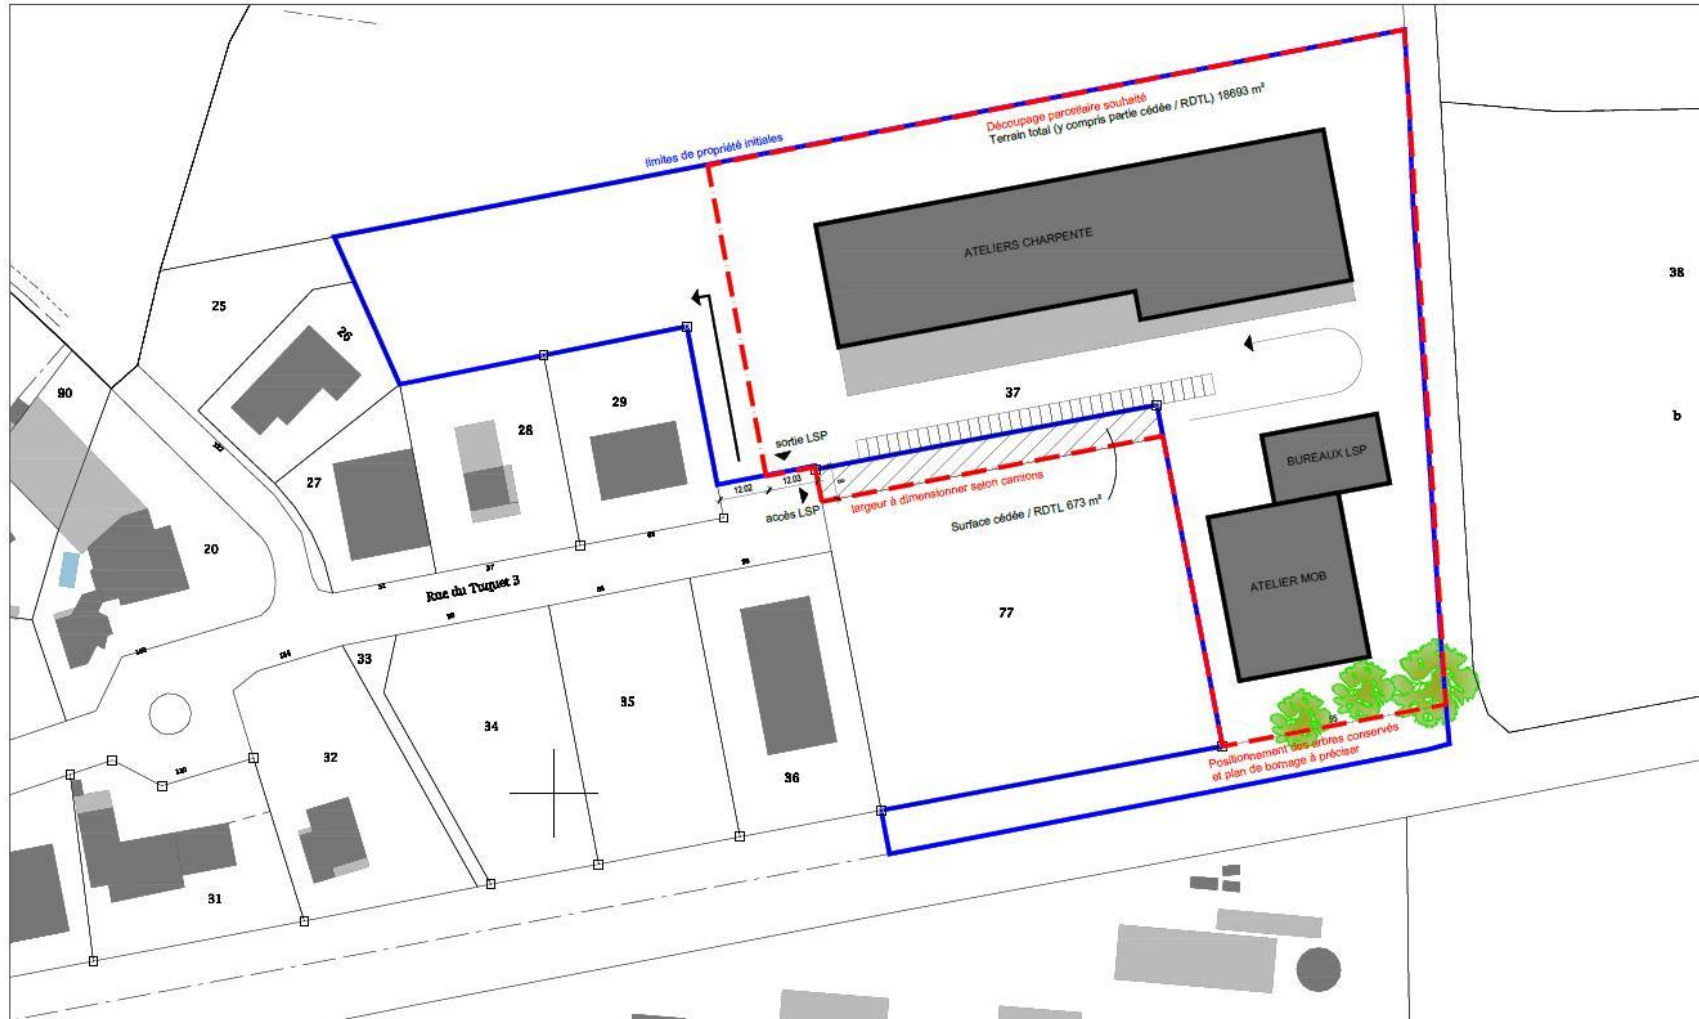 Découpage parcellaire souhaité
Terrain total (y compris partie cédée / RDTL) 18693 m²
limites de propriété initiales
ATELIERS CHARPENTE
38
25
26
37
90
29
b
28
sortie LSP
BUREAUX LSP
27
12.02
12.03
largeur à dimensionner selon camions
accès LSP
Surface cédée / RDTL 673 m²
20
Rue du Tuquet 3
ATELIER MOB
77
33
35
34
32
36
Positionnement des arbres conservés
et plan de bornage à préciser
31